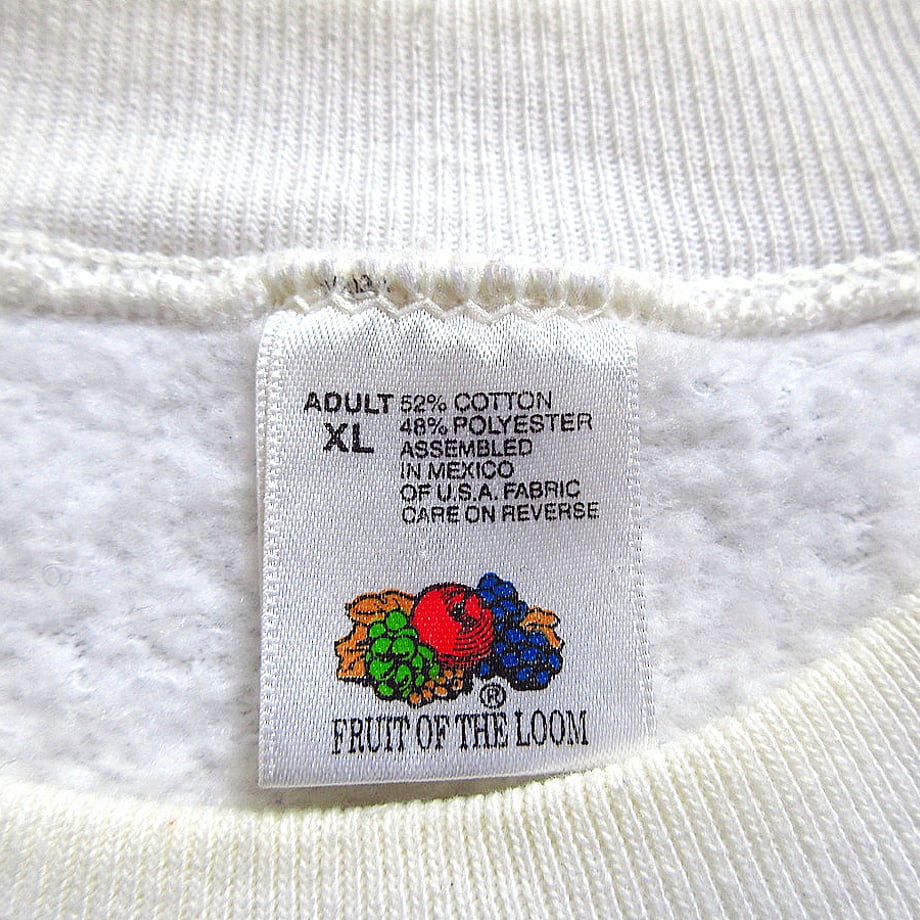 ADULT
XL
52% COTTON
48% POLYESTER
ASSEMBLED
IN MEXICO
OF U.S.A. FABRIC
CARE ON REVERSE
®
FRUIT OF THE LOOM